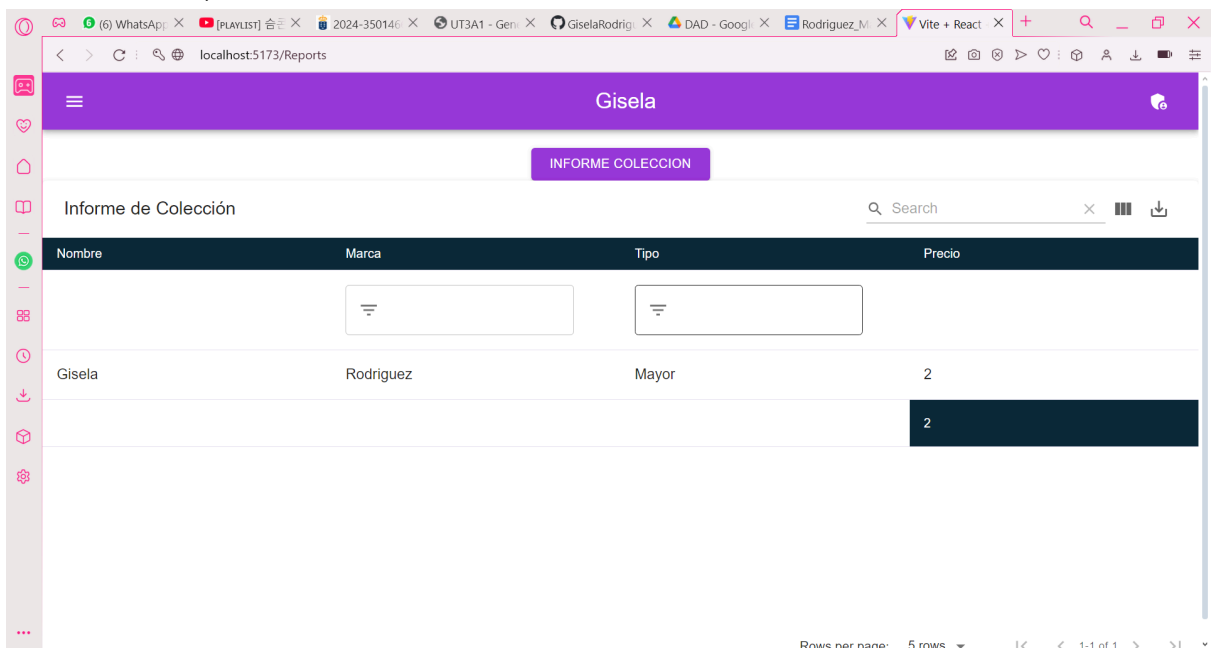 (6) WhatsApp [PLAYLIST] 승 2024-350146 UT3A1 - Gen GiselaRodrigu DAD - Google Rodriguez_M Vite + React
localhost:5173/Reports
Gisela
INFORME COLECCION
Informe de Colección Search
Nombre Marca Tipo Precio
Gisela Rodriguez Mayor 2
2
Rows per page: 5 rows 1-1 of 1